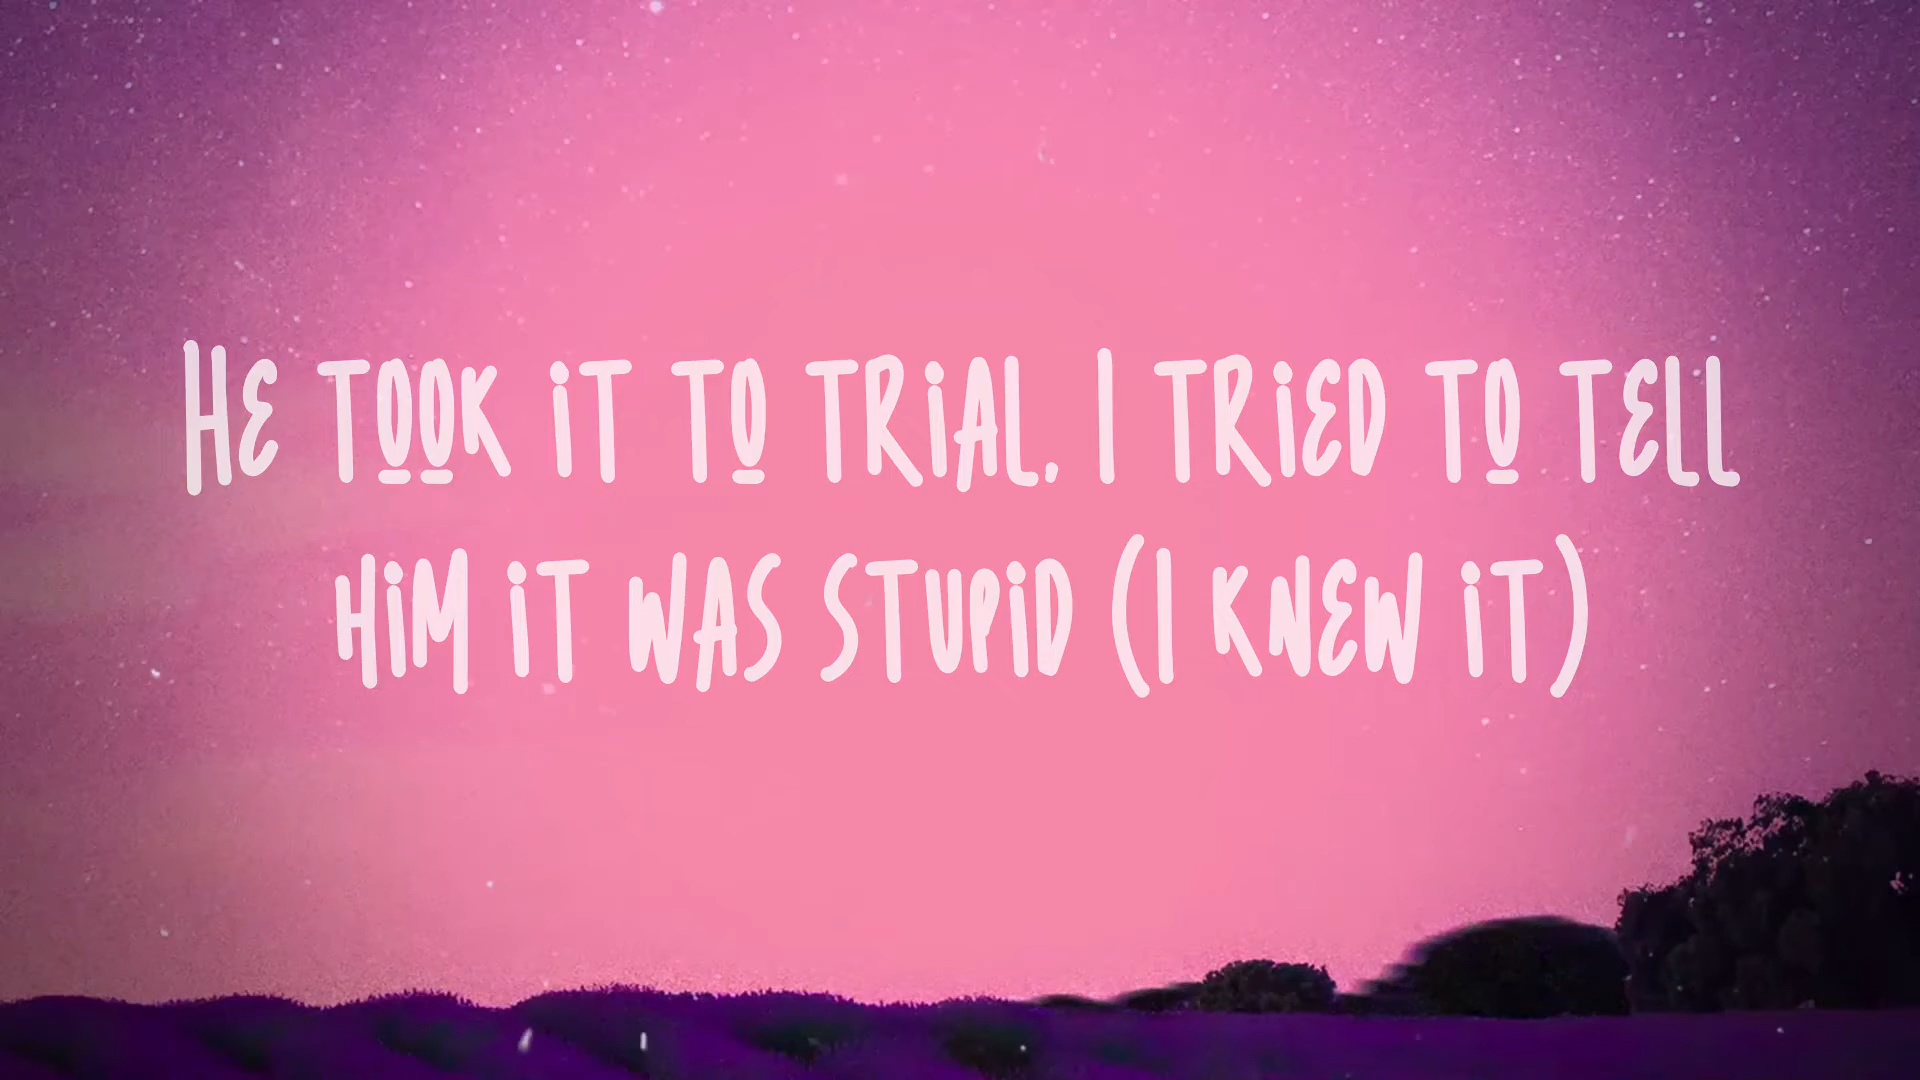 He took it to trial, I tried to tell
him it was stupid (I knew it)